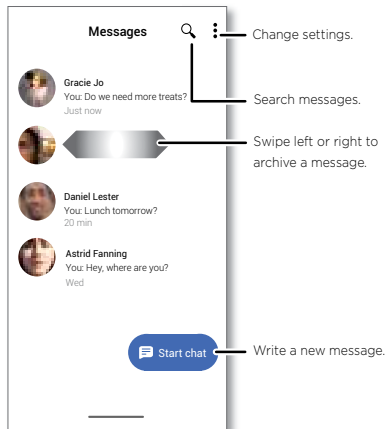 Messages
Change settings.
Gracie Jo
You: Do we need more treats?
Just now
Search messages.
Swipe left or right to
archive a message.
Daniel Lester
You: Lunch tomorrow?
20 min
Astrid Fanning
You: Hey, where are you?
Wed
Start chat
Write a new message.